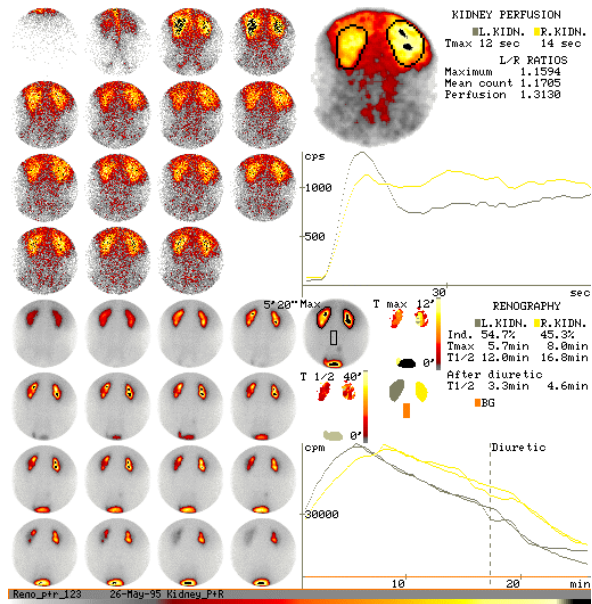 KIDNEY PERFUSION
L.KIDN. R.KIDN.
Tmax 12 sec 14 sec
L/R RATIOS
Maximum 1.1594
Mean count 1.1705
Perfusion 1.3130
cps
1000
500
30 sec
5'20" Max
T max 12'
0'
T 1/2 40'
0'
RENOGRAPHY
L.KIDN. R.KIDN.
Ind. 54.7% 45.3%
Tmax 5.7min 8.0min
T1/2 12.0min 16.8min
After diuretic
T1/2 3.3min 4.6min
BG
cpm
Diuretic
30000
10 20 min
Reno_p+r_123 26-May-95 Kidney_P+R